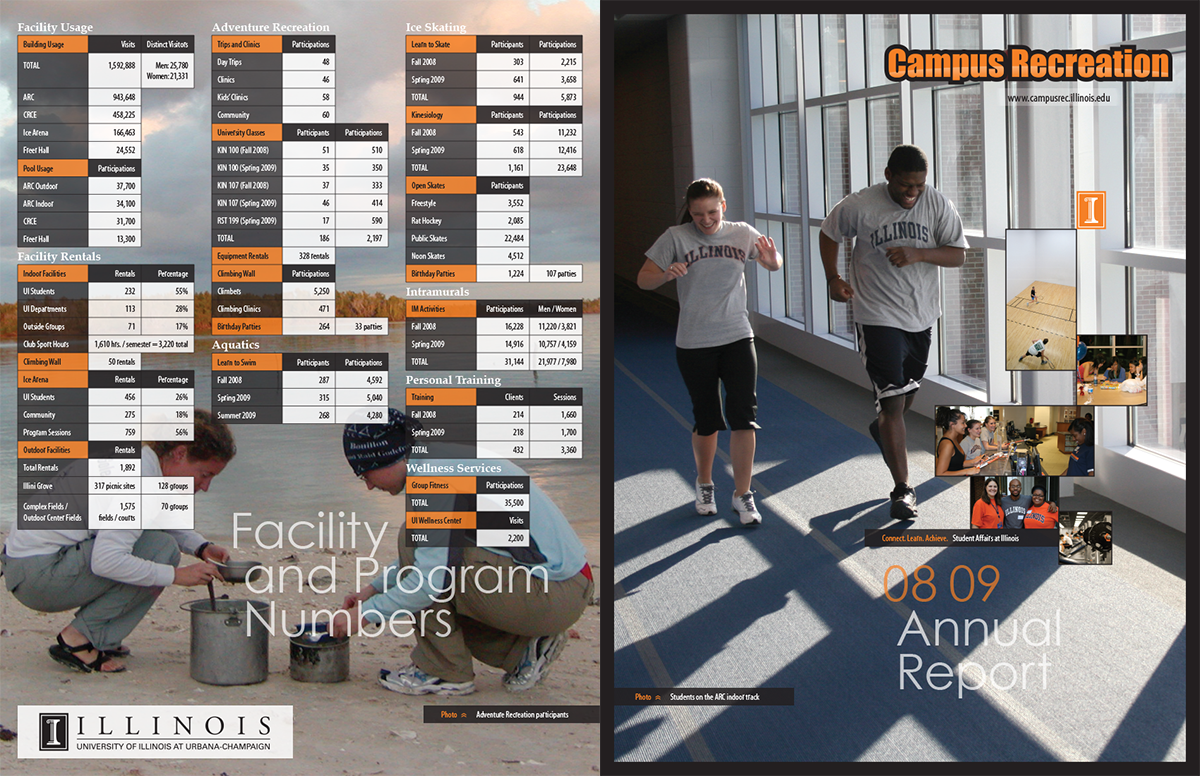 Facility Usage
Building Usage Visits Distinct Visitors
TOTAL 1,592,888 Men: 25,780
Women: 21,331
ARC 943,648
CRCE 458,225
Ice Arena 166,463
Freer Hall 24,552
Pool Usage Participations
ARC Outdoor 37,700
ARC Indoor 34,100
CRCE 31,700
Freer Hall 13,300
Facility Rentals
Indoor Facilities Rentals Percentage
UI Students 232 55%
UI Departments 113 28%
Outside Groups 71 17%
Club Sport Hours 1,610 hrs. / semester = 3,220 total
Climbing Wall 50 rentals
Ice Arena Rentals Percentage
UI Students 456 26%
Community 275 18%
Program Sessions 759 56%
Outdoor Facilities Rentals
Total Rentals 1,892
Illini Grove 317 picnic sites 128 groups
Complex Fields / 1,575 70 groups
Outdoor Center Fields fields / courts
Adventure Recreation
Trips and Clinics Participations
Day Trips 48
Clinics 46
Kids' Clinics 58
Community 60
University Classes Participants Participations
KIN 100 (Fall 2008) 51 510
KIN 100 (Spring 2009) 35 350
KIN 107 (Fall 2008) 37 333
KIN 107 (Spring 2009) 46 414
RST 199 (Spring 2009) 17 590
TOTAL 186 2,197
Equipment Rentals 328 rentals
Climbing Wall Participations
Climbers 5,250
Climbing Clinics 471
Birthday Parties 264 33 parties
Aquatics
Learn to Swim Participants Participations
Fall 2008 287 4,592
Spring 2009 315 5,040
Summer 2009 268 4,280
Ice Skating
Learn to Skate Participants Participations
Fall 2008 303 2,215
Spring 2009 641 3,658
TOTAL 944 5,873
Kinesiology Participants Participations
Fall 2008 543 11,232
Spring 2009 618 12,416
TOTAL 1,161 23,648
Open Skates Participants
Freestyle 3,552
Rat Hockey 2,085
Public Skates 22,484
Noon Skates 4,512
Birthday Parties 1,224 107 parties
Intramurals
IM Activities Participations Men / Women
Fall 2008 16,228 11,220 / 3,821
Spring 2009 14,916 10,757 / 4,159
TOTAL 31,144 21,977 / 7,980
Personal Training
Training Clients Sessions
Fall 2008 214 1,660
Spring 2009 218 1,700
TOTAL 432 3,360
Wellness Services
Group Fitness Participations
TOTAL 35,500
UI Wellness Center Visits
TOTAL 2,200
Bouillon
Facility
and Program
Numbers
Photo Adventure Recreation participants
I ILLINOIS
UNIVERSITY OF ILLINOIS AT URBANA-CHAMPAIGN
Campus Recreation
www.campusrec.illinois.edu
I
ILLINOIS
ILLINOIS
ILLINOIS
Connect. Learn. Achieve. Student Affairs at Illinois
08 09
Annual
Report
Photo Students on the ARC indoor track